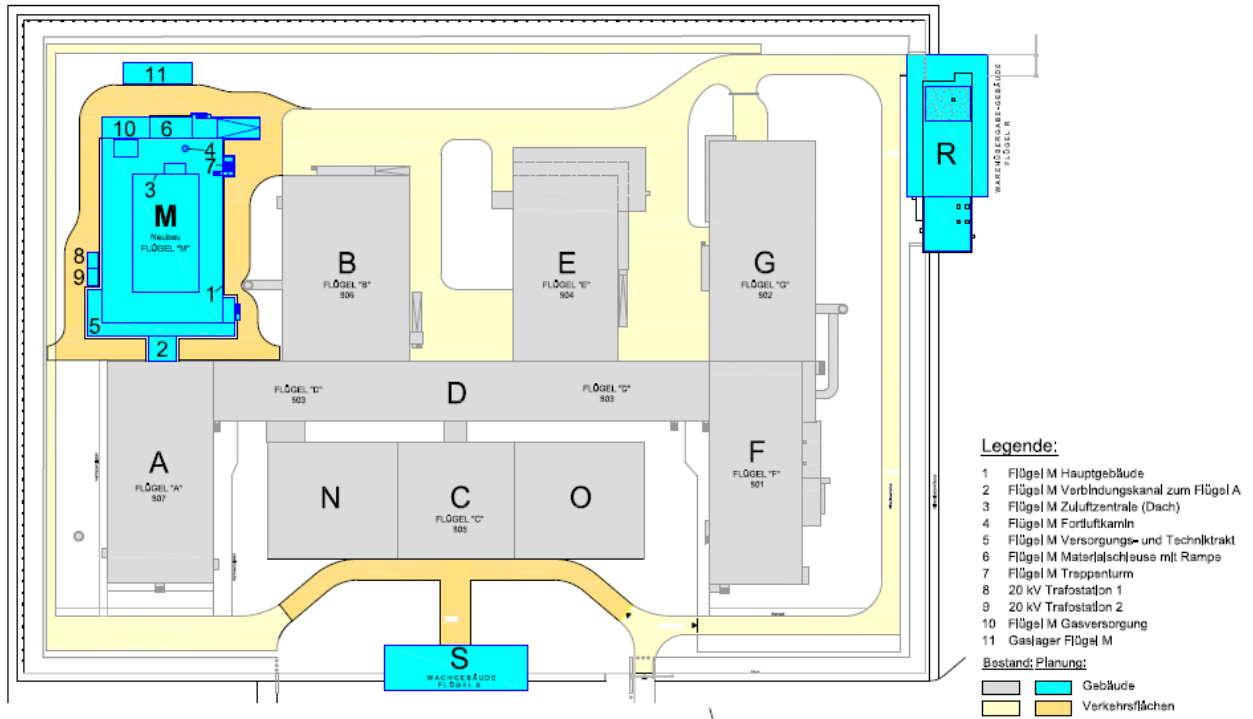 11
10
6
4
7
3
M
Neubau
FLÜGEL "M"
8
9
1
5
2
B
FLÜGEL "B"
506
E
FLÜGEL "E"
504
G
FLÜGEL "G"
502
R
WARENÜBERGABE-GEBÄUDE
FLÜGEL R
FLÜGEL "D"
503
D
FLÜGEL "D"
503
A
FLÜGEL "A"
507
N
C
FLÜGEL "C"
505
O
F
FLÜGEL "F"
501
S
WACHGEBÄUDE
FLÜGEL S
Legende:
1 Flügel M Hauptgebäude
2 Flügel M Verbindungskanal zum Flügel A
3 Flügel M Zuluftzentrale (Dach)
4 Flügel M Fortluftkamin
5 Flügel M Versorgungs- und Techniktrakt
6 Flügel M Materialschleuse mit Rampe
7 Flügel M Treppenturm
8 20 kV Trafostation 1
9 20 kV Trafostation 2
10 Flügel M Gasversorgung
11 Gaslager Flügel M
Bestand: Planung:
Gebäude
Verkehrsflächen